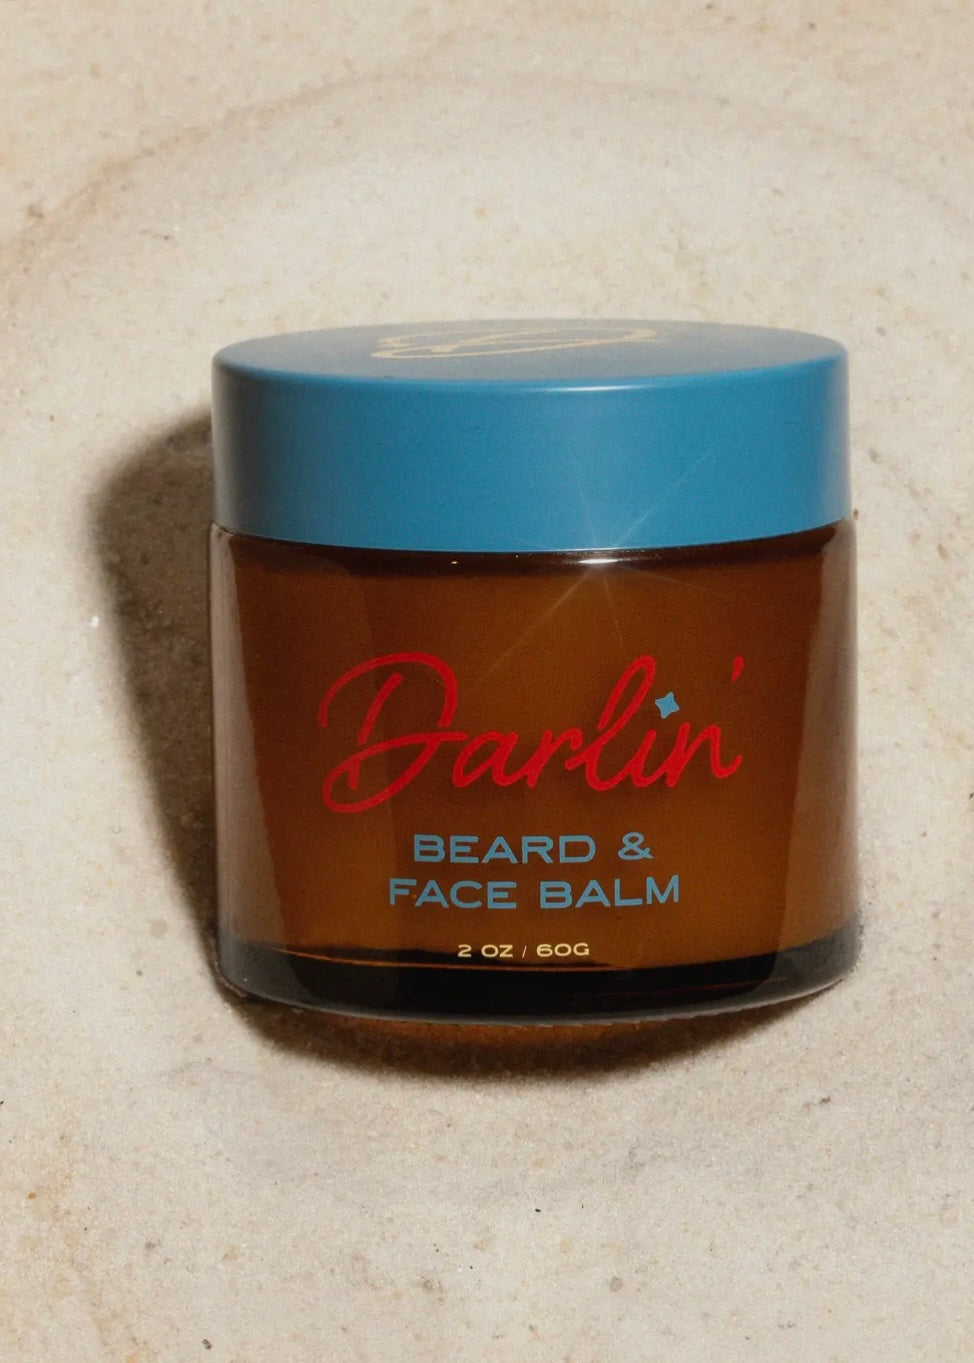 Darlin'
BEARD &
FACE BALM
2 OZ / 60G